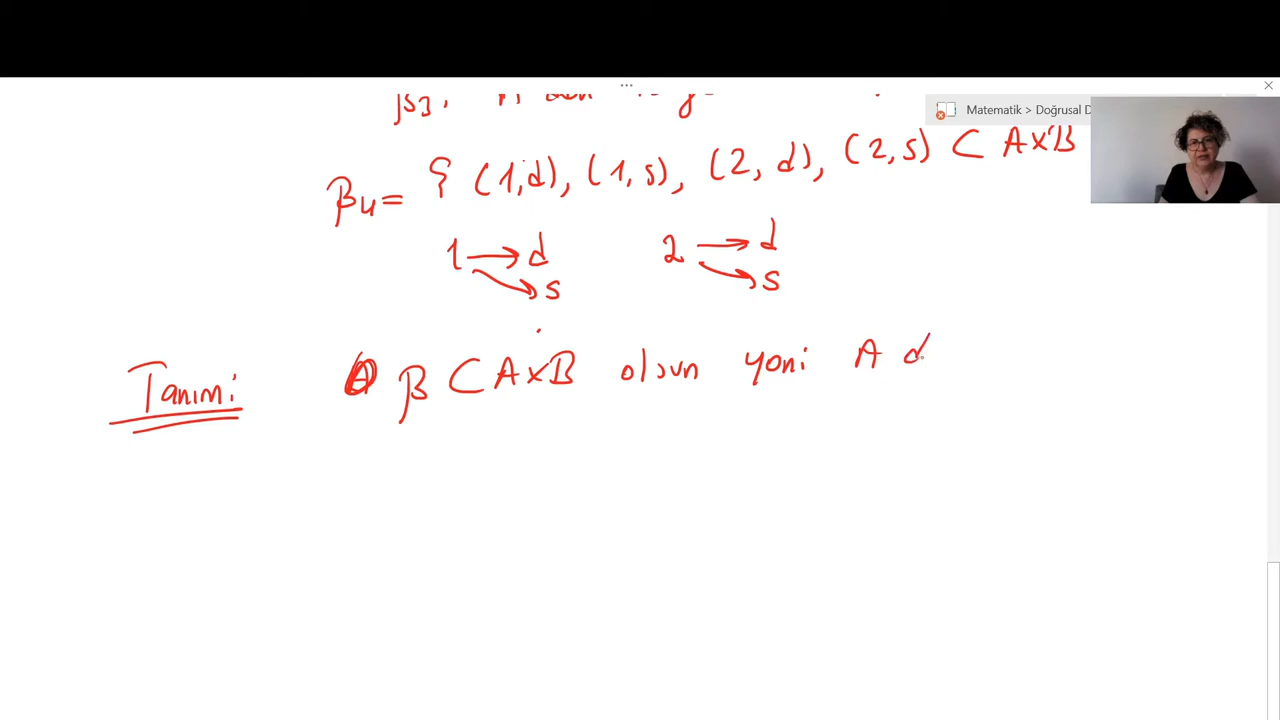 Matematik > Doğrusal D
β4 = { (1,d), (1,s), (2,d), (2,s) ⊂ A×B
1 → d 2 → d
→ s → s
Tanım: β ⊂ A×B olsun yani A d